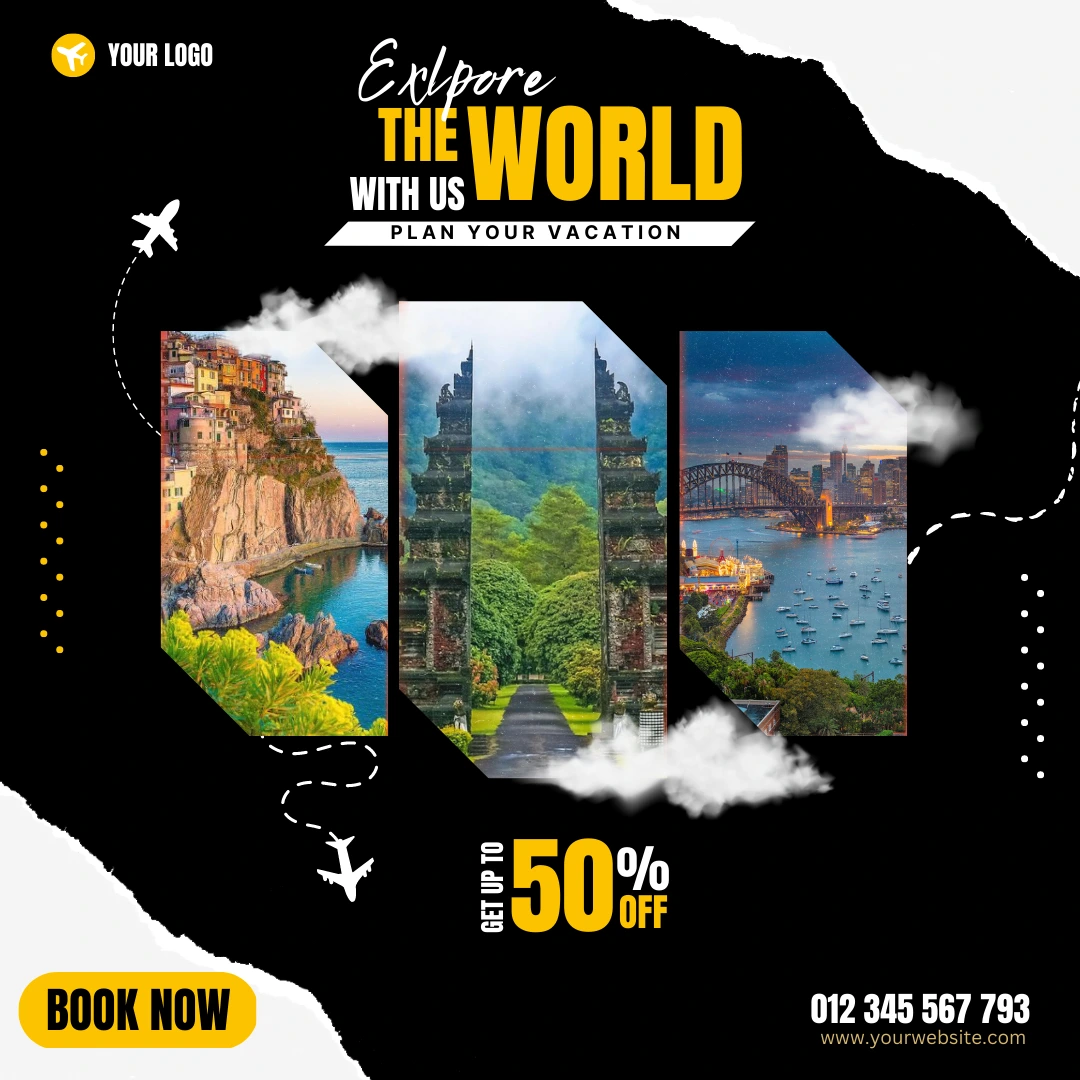 YOUR LOGO
Exlpore
THE WORLD
WITH US
PLAN YOUR VACATION
GET UP TO
50%
OFF
BOOK NOW
012 345 567 793
www.yourwebsite.com